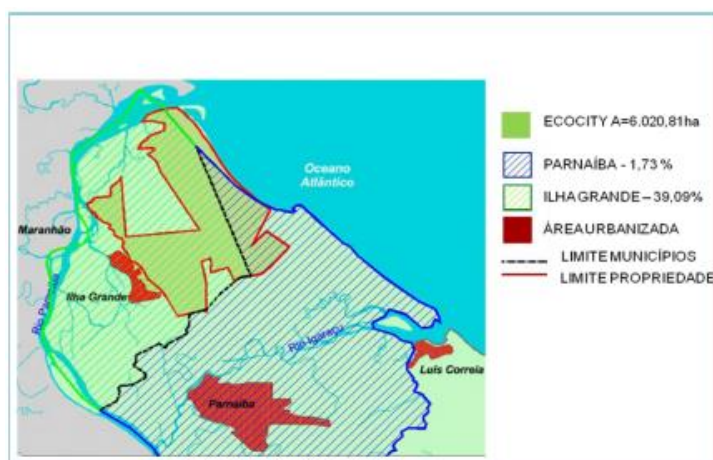 Oceano
Atlântico
Maranhão
Ilha Grande
Rio Parnaíba
Rio Igaraçu
Luis Correia
Parnaíba
ECOCITY A=6.020,81ha
PARNAÍBA - 1,73 %
ILHA GRANDE – 39,09%
ÁREA URBANIZADA
LIMITE MUNICÍPIOS
LIMITE PROPRIEDADE